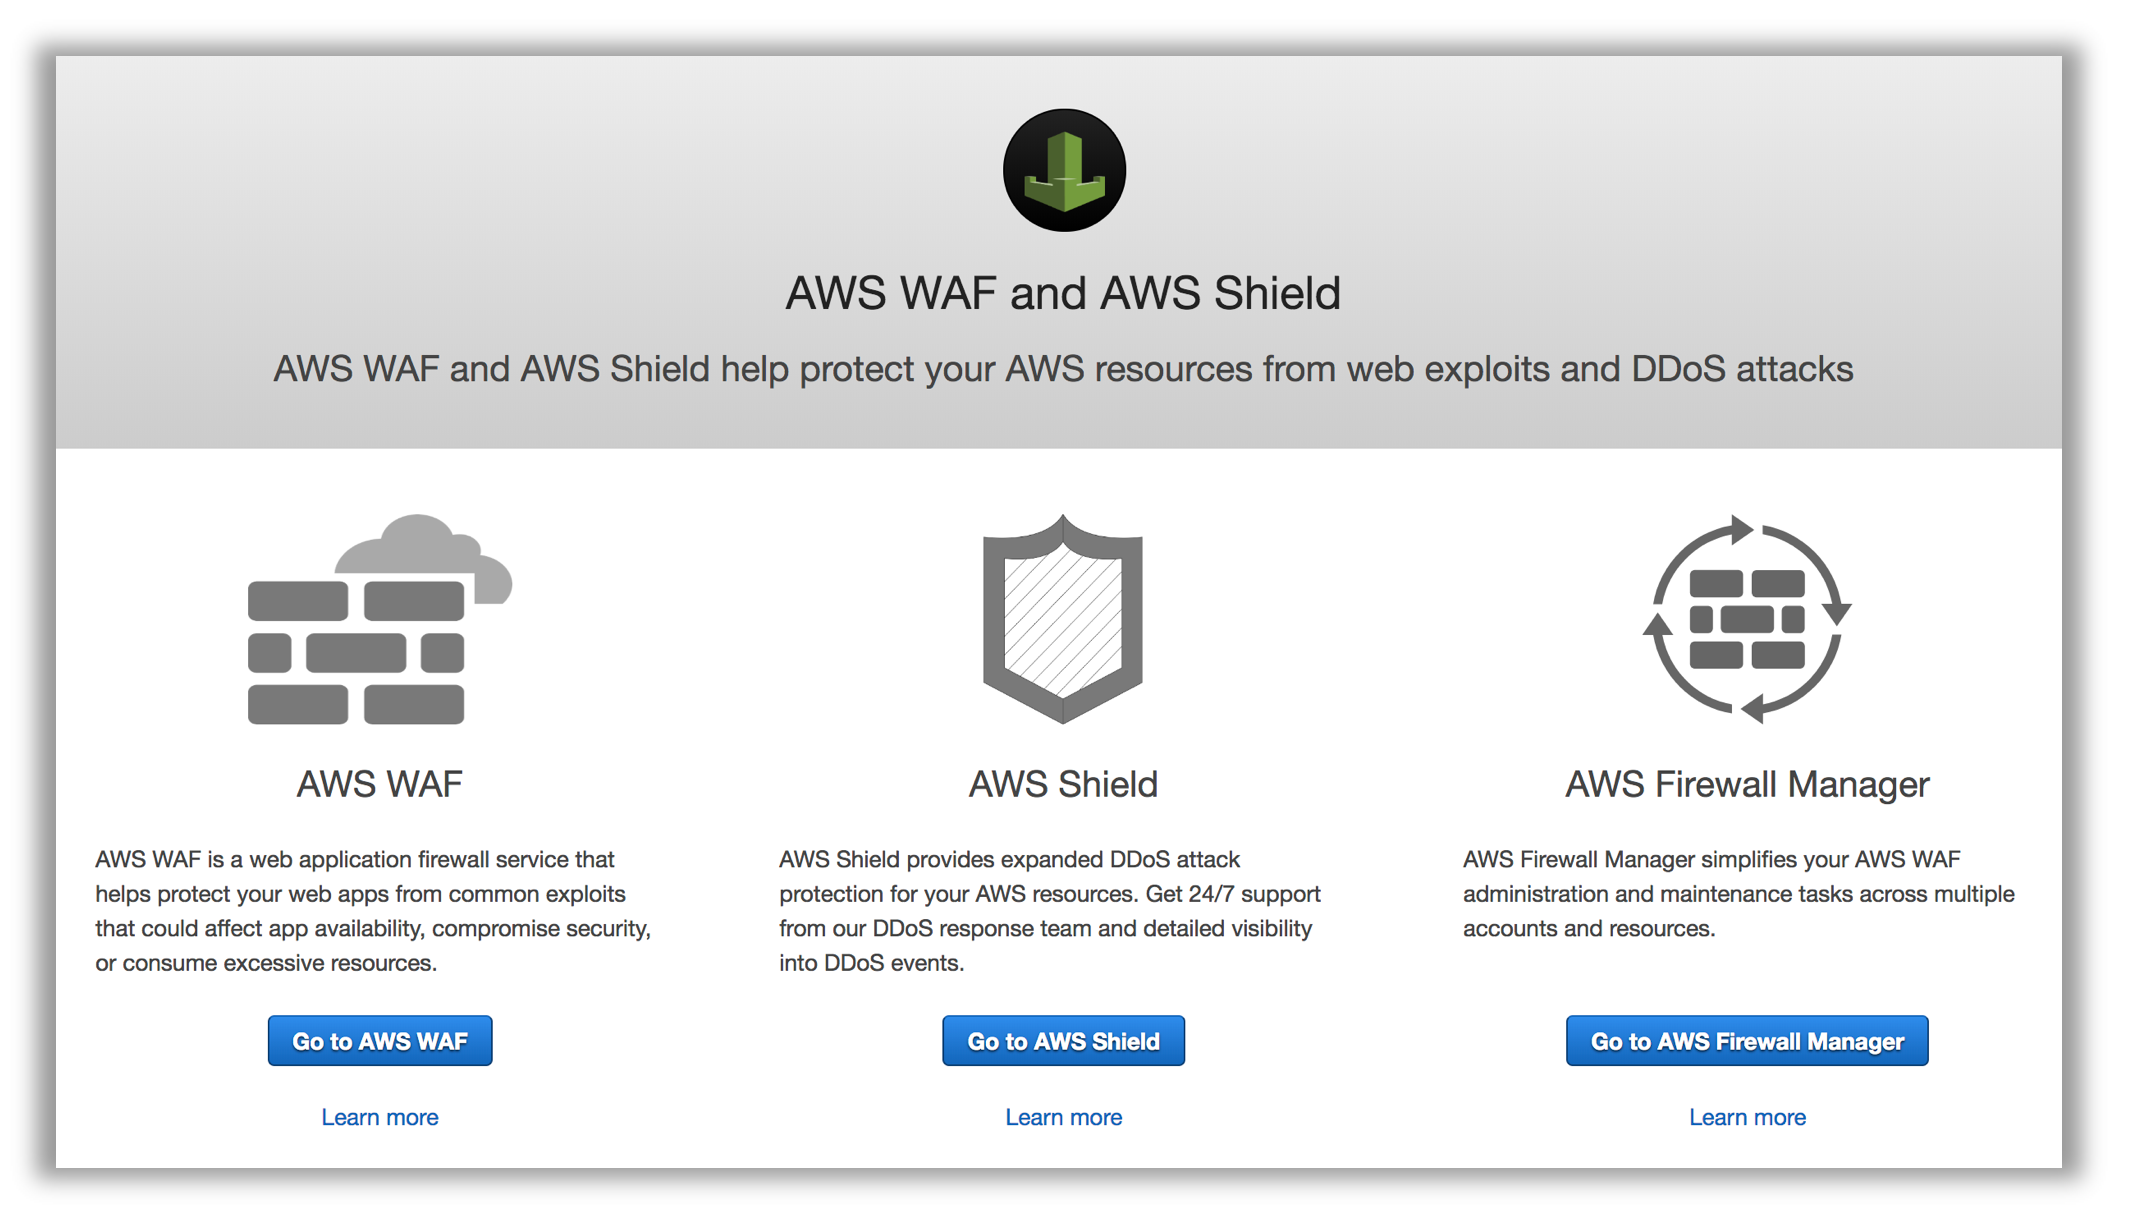 AWS WAF and AWS Shield
AWS WAF and AWS Shield help protect your AWS resources from web exploits and DDoS attacks
AWS WAF
AWS WAF is a web application firewall service that
helps protect your web apps from common exploits
that could affect app availability, compromise security,
or consume excessive resources.
Go to AWS WAF
Learn more
AWS Shield
AWS Shield provides expanded DDoS attack
protection for your AWS resources. Get 24/7 support
from our DDoS response team and detailed visibility
into DDoS events.
Go to AWS Shield
Learn more
AWS Firewall Manager
AWS Firewall Manager simplifies your AWS WAF
administration and maintenance tasks across multiple
accounts and resources.
Go to AWS Firewall Manager
Learn more